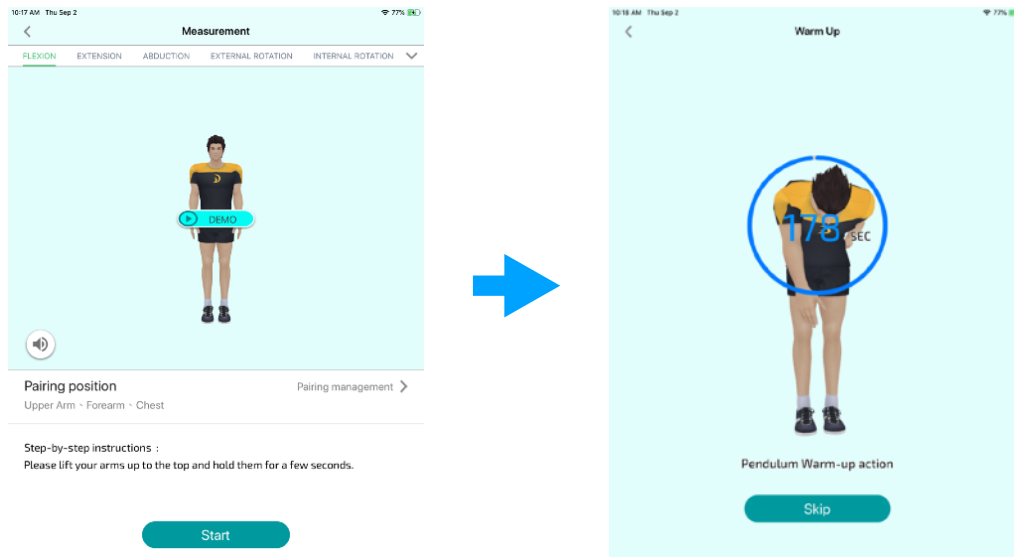 10:17 AM Thu Sep 2 77%
Measurement
FLEXION EXTENSION ABDUCTION EXTERNAL ROTATION INTERNAL ROTATION
DEMO
Pairing position Pairing management
Upper Arm、Forearm、Chest
Step-by-step instructions：
Please lift your arms up to the top and hold them for a few seconds.
Start
10:18 AM Thu Sep 2 77%
Warm Up
178 SEC
Pendulum Warm-up action
Skip